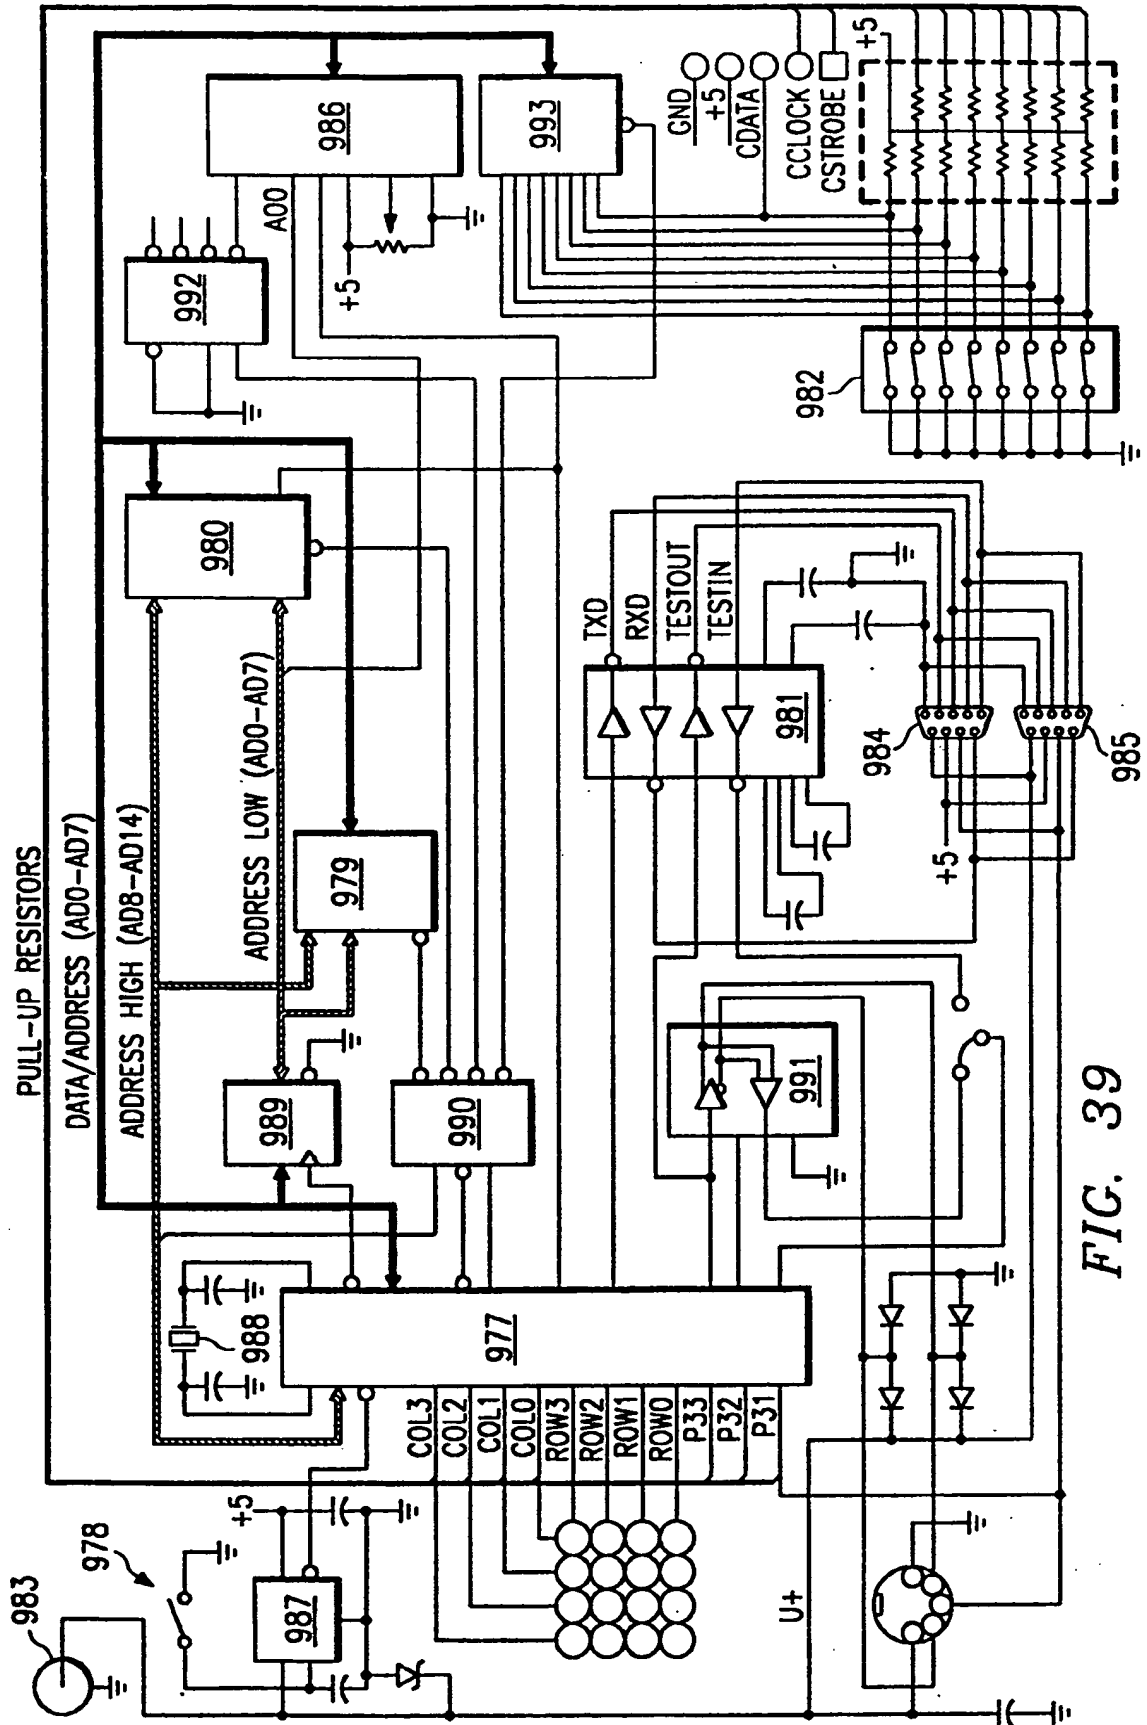 PULL-UP RESISTORS
DATA/ADDRESS (AD0-AD7)
ADDRESS HIGH (AD8-AD14)
ADDRESS LOW (AD0-AD7)
983
978
+5
987
988
977
COL3
COL2
COL1
COL0
ROW3
ROW2
ROW1
ROW0
P33
P32
P31
U+
989
990
979
980
992
A00
986
+5
993
991
981
TXD
RXD
TESTOUT
TESTIN
984
985
+5
982
GND
+5
CDATA
CCLOCK
CSTROBE
+5
FIG. 39